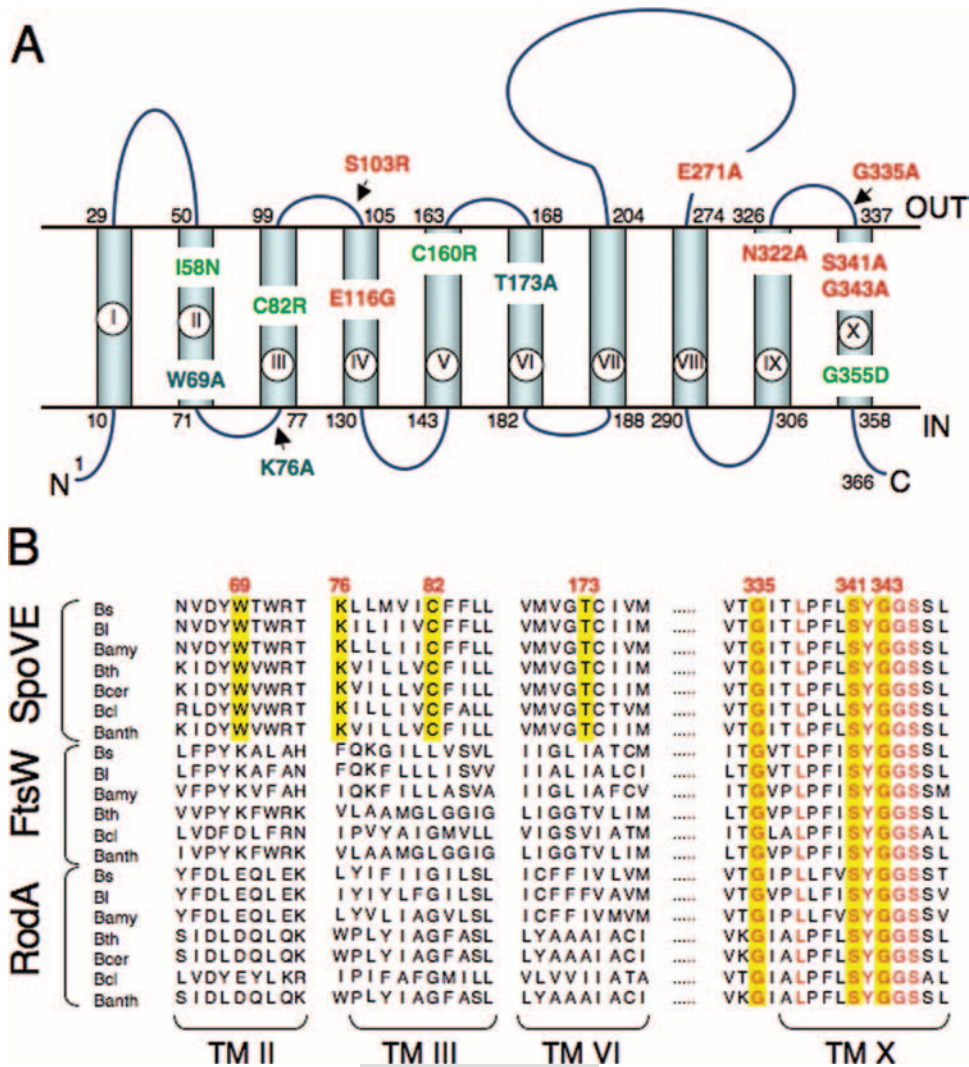 A
S103R
E271A
G335A
29 50 99 105 163 168 204 274 326 337 OUT
I58N C82R E116G C160R T173A N322A S341A
G343A
I II III IV V VI VII VIII IX X
W69A G355D
10 71 77 130 143 182 188 290 306 358 IN
K76A
N 1 366 C
B
69 76 82 173 335 341 343
SpoVE
Bs NVDYWTWRT KLLMVICFFLL VMVGTCIVM ..... VTGITLPFLSYGGSSL
Bl NVDYWTWRT KILIIVCFFLL VMVGTCIIM ..... VTGITLPFLSYGGSSL
Bamy NVDYWTWRT KLLLIICFFLL VMVGTCIIM ..... VTGITLPFLSYGGSSL
Bth KIDYWVWRT KVILLVCFILL VMVGTCIIM ..... VTGITLPFLSYGGSSL
Bcer KIDYWVWRT KVILLVCFILL VMVGTCIIM ..... VTGITLPFLSYGGSSL
Bcl RLDYWVWRT KILLIVCFALL VMVGTCTVM ..... VTGITLPLLSYGGSSL
Banth KIDYWVWRT KVILLVCFILL VMVGTCIIM ..... VTGITLPFLSYGGSSL
FtsW
Bs LFPYKALAH FQKGILLVSVL IIGLIATCM ..... ITGVTLPFISYGGSSL
Bl LFPYKAFAN FQKFLLLISVV IIALIALCI ..... LTGVTLPFISYGGSSL
Bamy VFPYKVFAH IQKFILLASVA IIGLIAFCV ..... LTGVPLPFISYGGSSM
Bth VVPYKFWRK VLAAMGLGGIG LIGGTVLIM ..... LTGVPLPFISYGGSSL
Bcl LVDFDLFRN IPVYAIGMVLL VIGSVIATM ..... ITGLALPFISYGGSAL
Banth IVPYKFWRK VLAAMGLGGIG LIGGTVLIM ..... LTGVPLPFISYGGSSL
RodA
Bs YFDLEQLEK LYIFIIGILSL ICFFIVLVM ..... VTGIPLLFVSYGGSST
Bl YFDLEQLEK IYIYLFGILSL ICFFFVAVM ..... VTGVPLLFISYGGSSV
Bamy YFDLEQLEK LYVLIAGVLSL ICFFIVMVM ..... VTGIPLLFVSYGGSSV
Bth SIDLDQLQK WPLYIAGFASL LYAAAIACI ..... VKGIALPFLSYGGSSL
Bcer SIDLDQLQK WPLYIAGFASL LYAAAIACI ..... VKGIALPFLSYGGSSL
Bcl LVDYEYLKR IPIFAFGMILL VLVVIIATA ..... VTGIALPFLSYGGSAL
Banth SIDLDQLQK WPLYIAGFASL LYAAAIACI ..... VKGIALPFLSYGGSSL
TM II TM III TM VI TM X